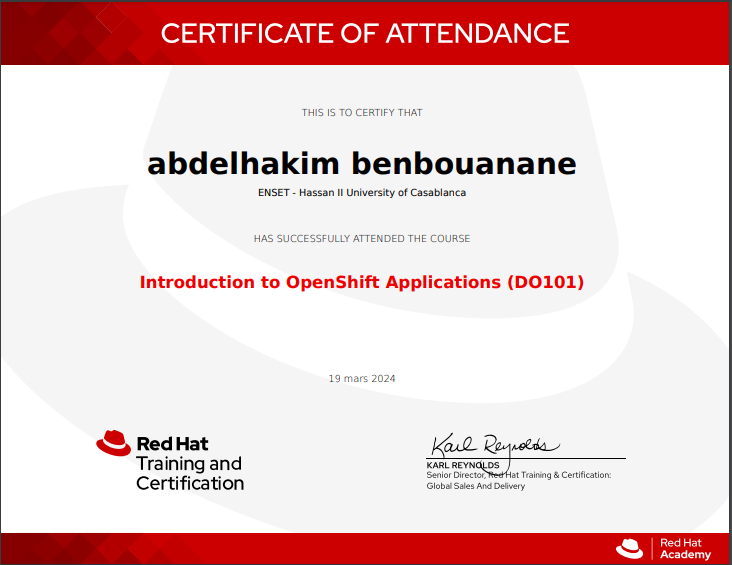 CERTIFICATE OF ATTENDANCE
THIS IS TO CERTIFY THAT
abdelhakim benbouanane
ENSET - Hassan II University of Casablanca
HAS SUCCESSFULLY ATTENDED THE COURSE
Introduction to OpenShift Applications (DO101)
19 mars 2024
Red Hat
Training and
Certification
Karl Reynolds
KARL REYNOLDS
Senior Director, Red Hat Training & Certification:
Global Sales And Delivery
Red Hat
Academy